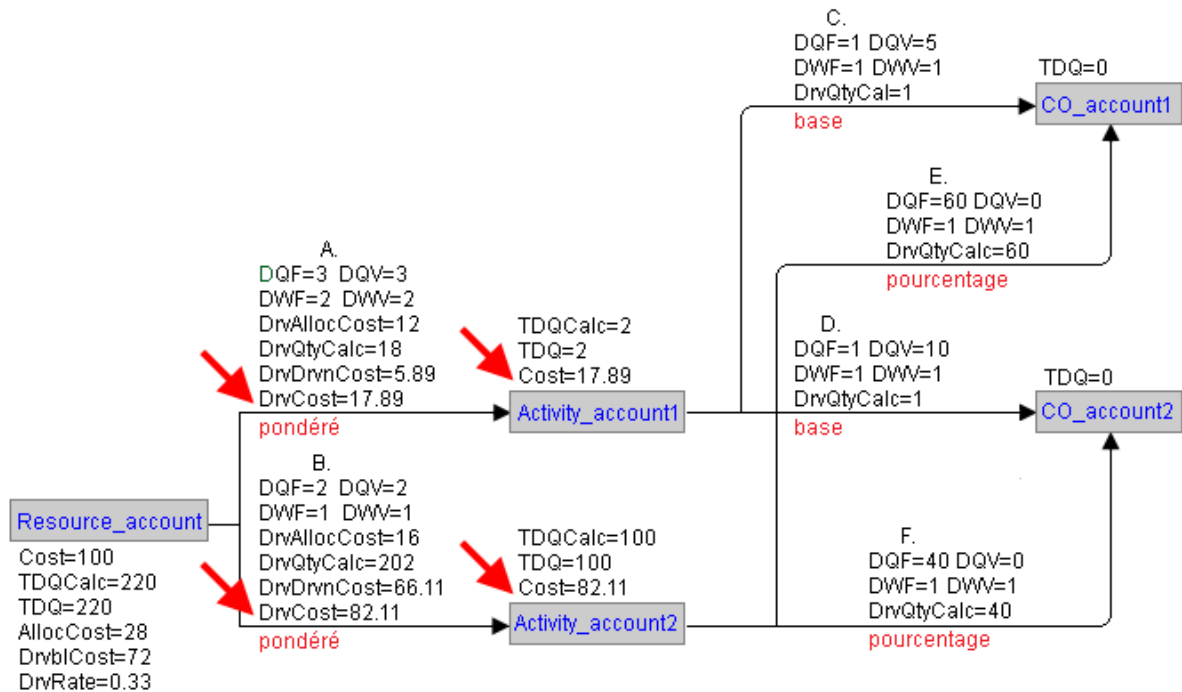 C.
DQF=1 DQV=5
DWF=1 DWV=1
DrvQtyCal=1
base
TDQ=0
CO_account1
E.
DQF=60 DQV=0
DWF=1 DWV=1
DrvQtyCalc=60
pourcentage
A.
DQF=3 DQV=3
DWF=2 DWV=2
DrvAllocCost=12
DrvQtyCalc=18
DrvDrvnCost=5.89
DrvCost=17.89
pondéré
TDQCalc=2
TDQ=2
Cost=17.89
Activity_account1
D.
DQF=1 DQV=10
DWF=1 DWV=1
DrvQtyCalc=1
base
TDQ=0
CO_account2
B.
DQF=2 DQV=2
DWF=1 DWV=1
DrvAllocCost=16
DrvQtyCalc=202
DrvDrvnCost=66.11
DrvCost=82.11
pondéré
Resource_account
Cost=100
TDQCalc=220
TDQ=220
AllocCost=28
DrvblCost=72
DrvRate=0.33
TDQCalc=100
TDQ=100
Cost=82.11
Activity_account2
F.
DQF=40 DQV=0
DWF=1 DWV=1
DrvQtyCalc=40
pourcentage